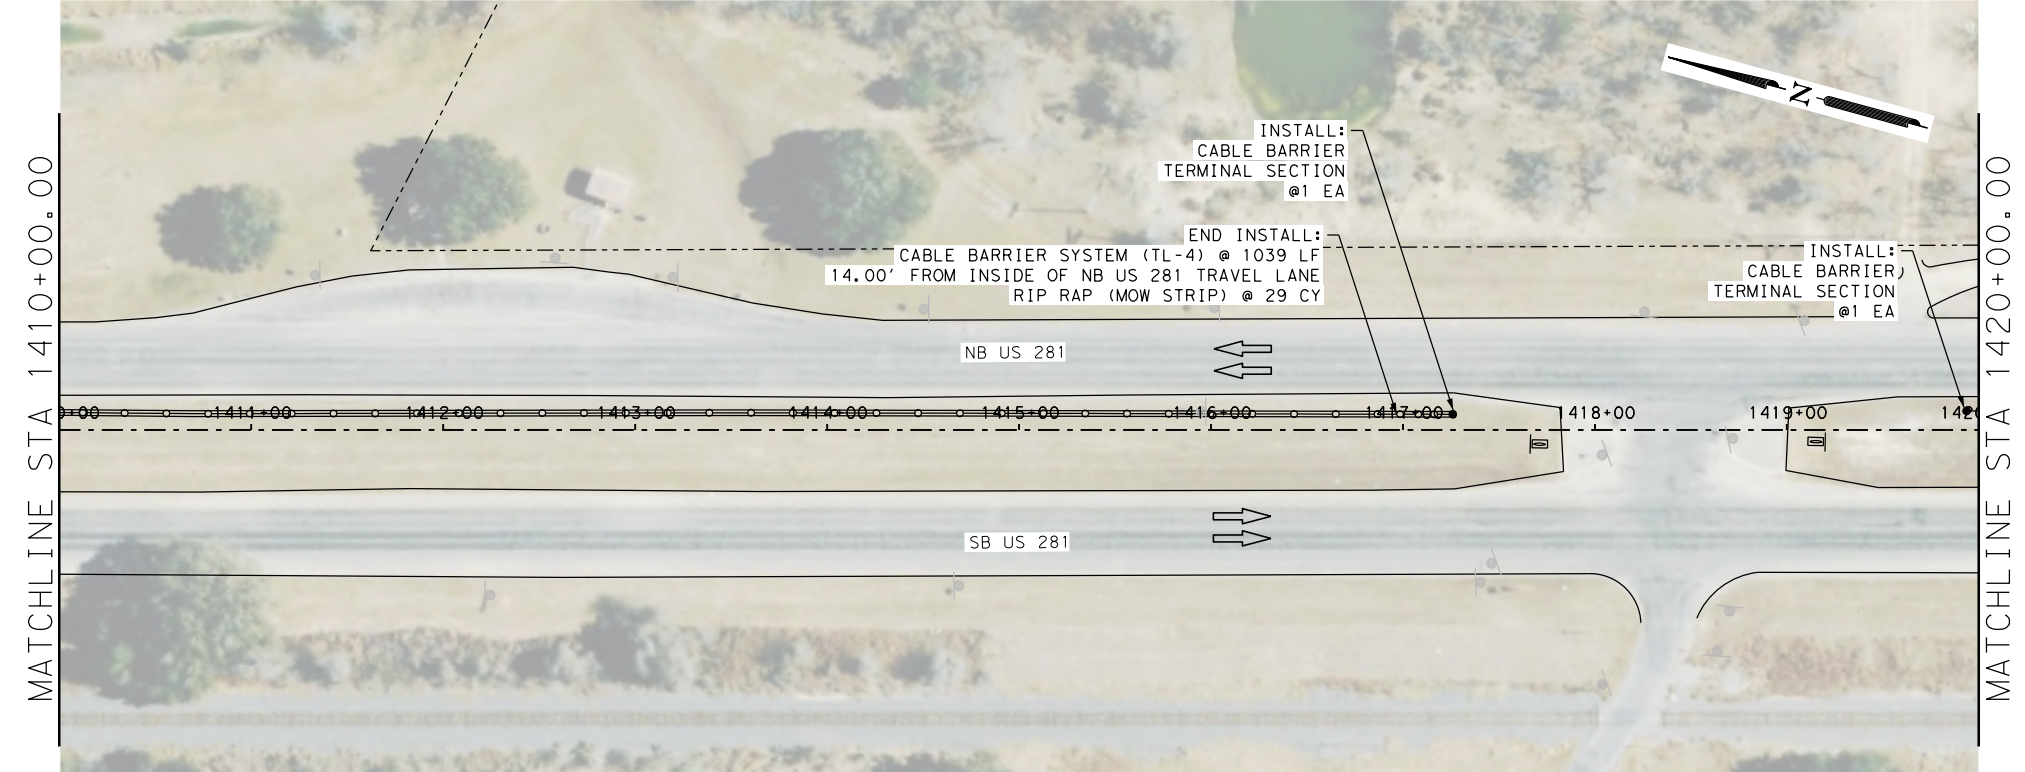 MATCHLINE STA 1410+00.00
N
INSTALL:
CABLE BARRIER
TERMINAL SECTION
@1 EA
END INSTALL:
CABLE BARRIER SYSTEM (TL-4) @ 1039 LF
14.00' FROM INSIDE OF NB US 281 TRAVEL LANE
RIP RAP (MOW STRIP) @ 29 CY
INSTALL:
CABLE BARRIER
TERMINAL SECTION
@1 EA
NB US 281
0+00 1411+00 1412+00 1413+00 1414+00 1415+00 1416+00 1417+00 1418+00 1419+00 142
SB US 281
MATCHLINE STA 1420+00.00